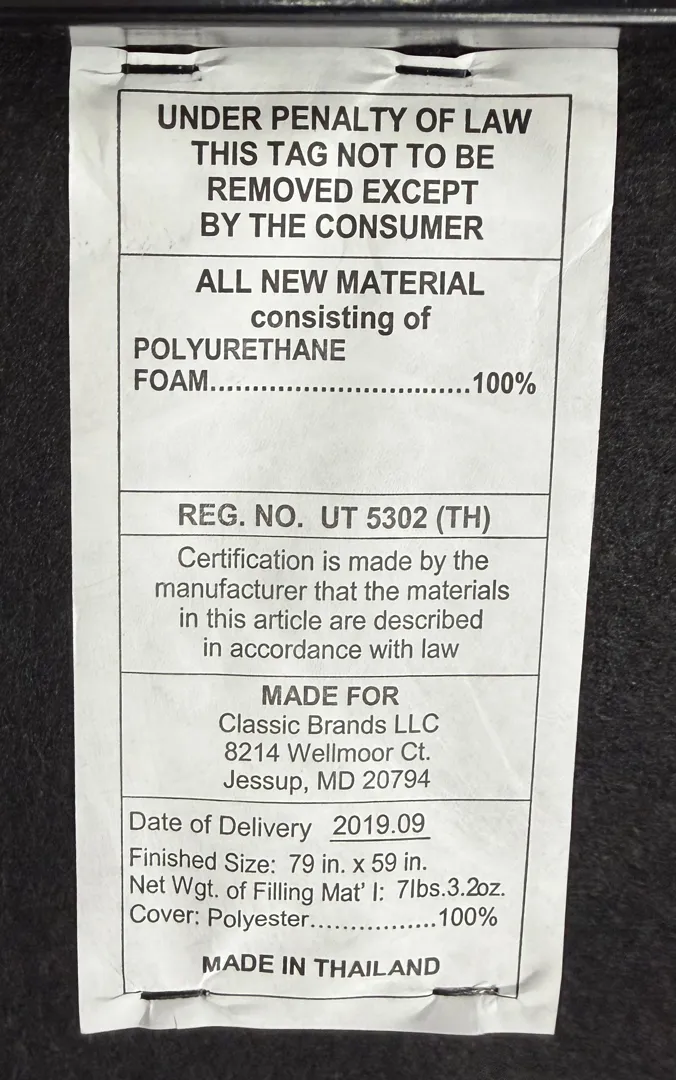 UNDER PENALTY OF LAW
THIS TAG NOT TO BE
REMOVED EXCEPT
BY THE CONSUMER
ALL NEW MATERIAL
consisting of
POLYURETHANE
FOAM...............................100%
REG. NO. UT 5302 (TH)
Certification is made by the
manufacturer that the materials
in this article are described
in accordance with law
MADE FOR
Classic Brands LLC
8214 Wellmoor Ct.
Jessup, MD 20794
Date of Delivery 2019.09
Finished Size: 79 in. x 59 in.
Net Wgt. of Filling Mat' l: 7lbs.3.2oz.
Cover: Polyester................100%
MADE IN THAILAND